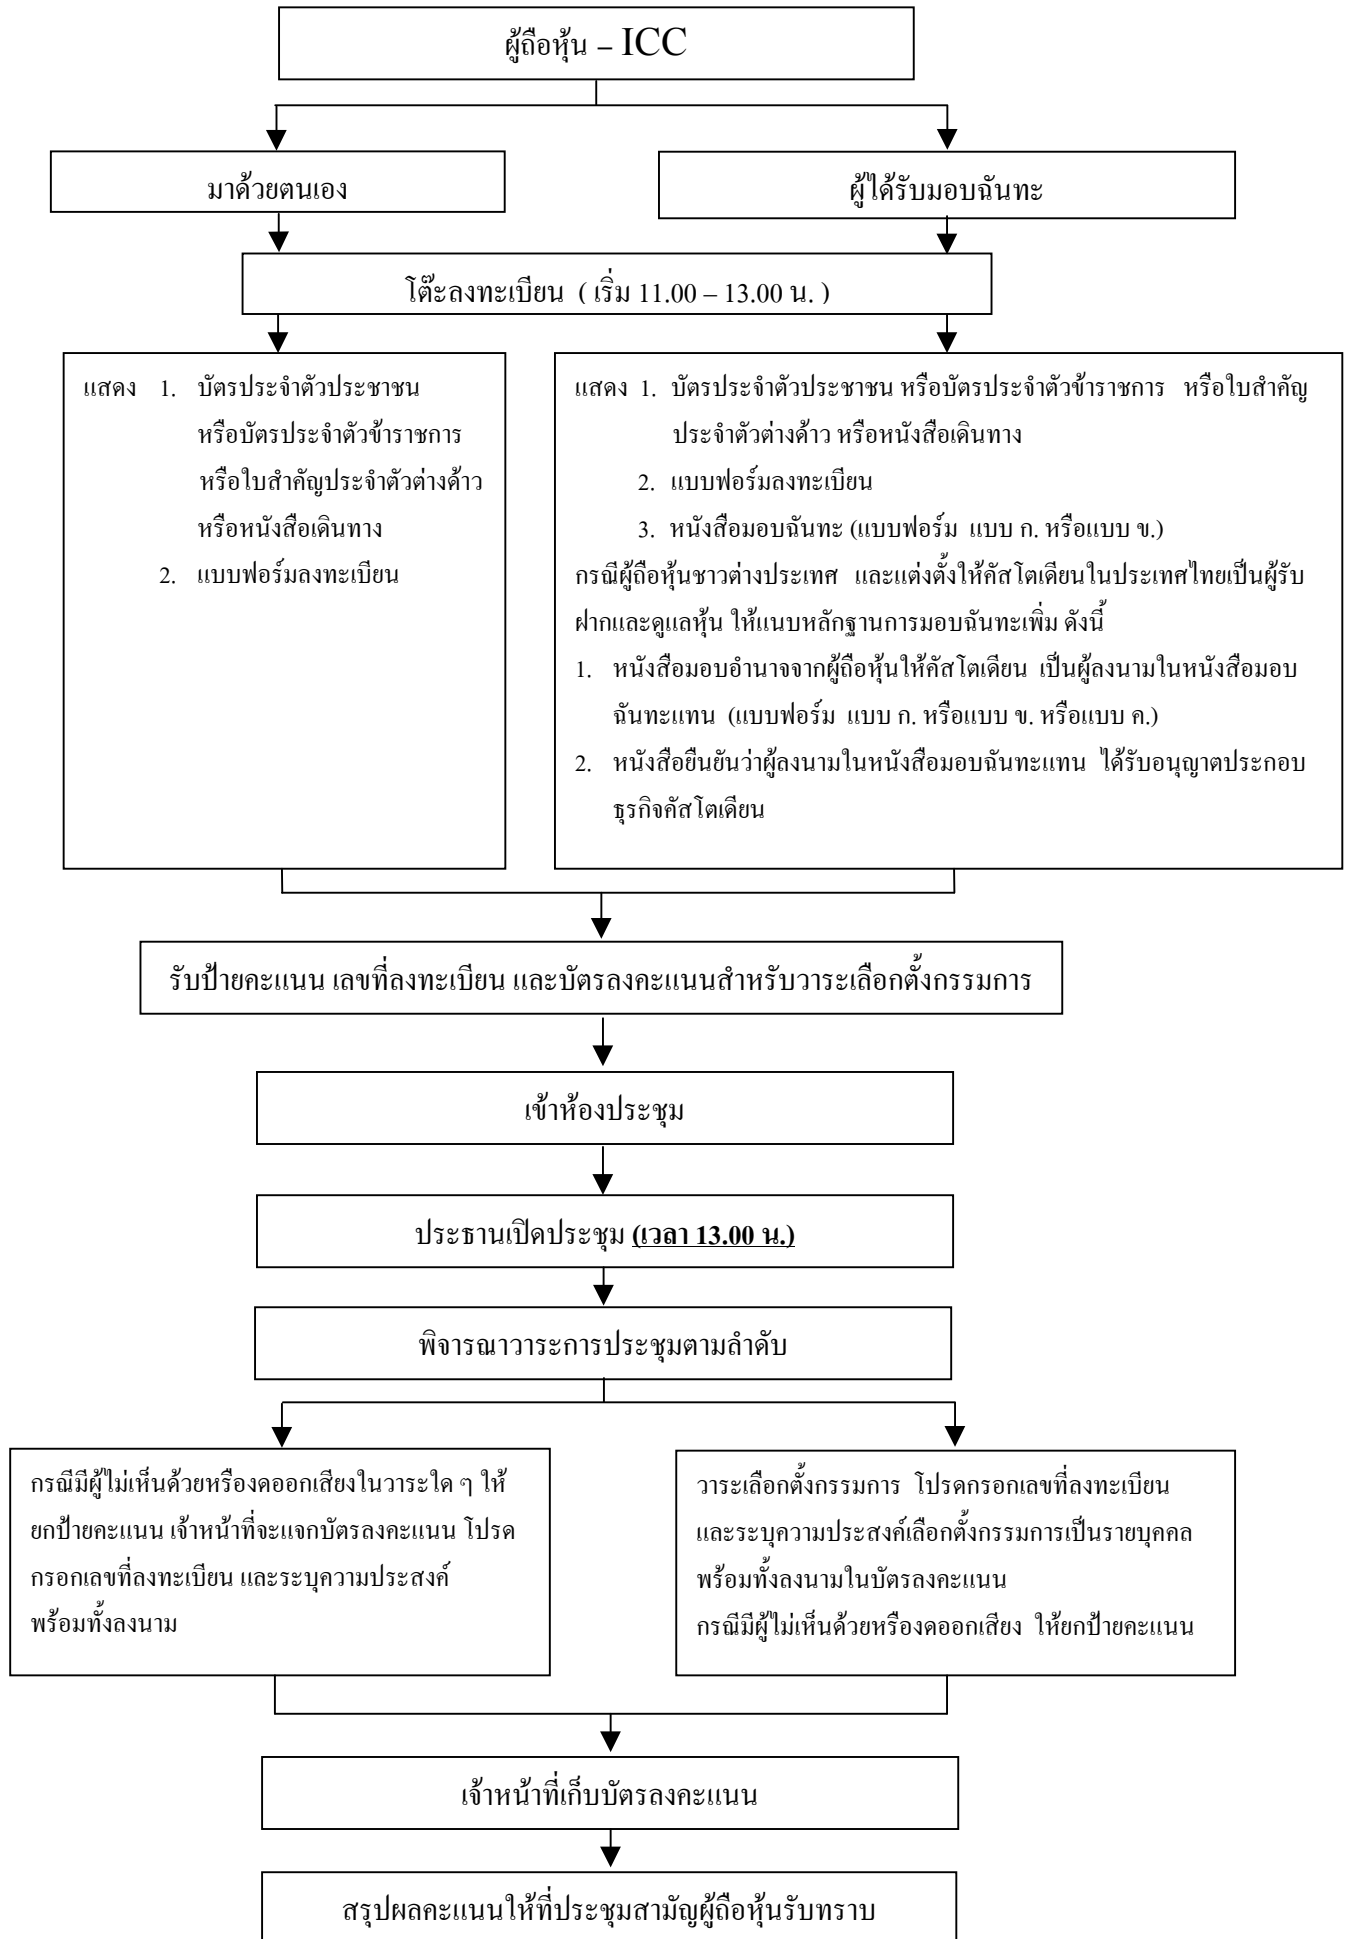 ผู้ถือหุ้น – ICC
มาด้วยตนเอง
ผู้ได้รับมอบฉันทะ
โต๊ะลงทะเบียน ( เริ่ม 11.00 – 13.00 น. )
แสดง 1. บัตรประจำตัวประชาชน
หรือบัตรประจำตัวข้าราชการ
หรือใบสำคัญประจำตัวต่างด้าว
หรือหนังสือเดินทาง
2. แบบฟอร์มลงทะเบียน
แสดง 1. บัตรประจำตัวประชาชน หรือบัตรประจำตัวข้าราชการ หรือใบสำคัญ
ประจำตัวต่างด้าว หรือหนังสือเดินทาง
2. แบบฟอร์มลงทะเบียน
3. หนังสือมอบฉันทะ (แบบฟอร์ม แบบ ก. หรือแบบ ข.)
กรณีผู้ถือหุ้นชาวต่างประเทศ และแต่งตั้งให้คัสโตเดียนในประเทศไทยเป็นผู้รับ
ฝากและดูแลหุ้น ให้แนบหลักฐานการมอบฉันทะเพิ่ม ดังนี้
1. หนังสือมอบอำนาจจากผู้ถือหุ้นให้คัสโตเดียน เป็นผู้ลงนามในหนังสือมอบ
ฉันทะแทน (แบบฟอร์ม แบบ ก. หรือแบบ ข. หรือแบบ ค.)
2. หนังสือยืนยันว่าผู้ลงนามในหนังสือมอบฉันทะแทน ได้รับอนุญาตประกอบ
ธุรกิจคัสโตเดียน
รับป้ายคะแนน เลขที่ลงทะเบียน และบัตรลงคะแนนสำหรับวาระเลือกตั้งกรรมการ
เข้าห้องประชุม
ประธานเปิดประชุม (เวลา 13.00 น.)
พิจารณาวาระการประชุมตามลำดับ
กรณีมีผู้ไม่เห็นด้วยหรืองดออกเสียงในวาระใด ๆ ให้
ยกป้ายคะแนน เจ้าหน้าที่จะแจกบัตรลงคะแนน โปรด
กรอกเลขที่ลงทะเบียน และระบุความประสงค์
พร้อมทั้งลงนาม
วาระเลือกตั้งกรรมการ โปรดกรอกเลขที่ลงทะเบียน
และระบุความประสงค์เลือกตั้งกรรมการเป็นรายบุคคล
พร้อมทั้งลงนามในบัตรลงคะแนน
กรณีมีผู้ไม่เห็นด้วยหรืองดออกเสียง ให้ยกป้ายคะแนน
เจ้าหน้าที่เก็บบัตรลงคะแนน
สรุปผลคะแนนให้ที่ประชุมสามัญผู้ถือหุ้นรับทราบ